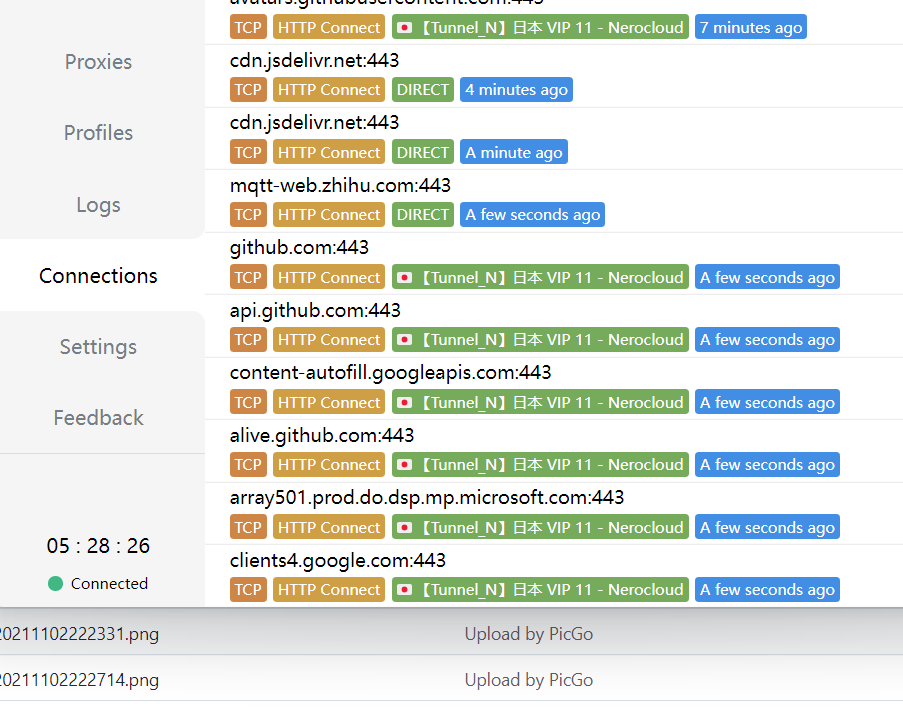 avatars.githubusercontent.com:443
TCP HTTP Connect 【Tunnel_N】日本 VIP 11 - Nerocloud 7 minutes ago
Proxies
cdn.jsdelivr.net:443
TCP HTTP Connect DIRECT 4 minutes ago
Profiles
cdn.jsdelivr.net:443
TCP HTTP Connect DIRECT A minute ago
Logs
mqtt-web.zhihu.com:443
TCP HTTP Connect DIRECT A few seconds ago
Connections
github.com:443
TCP HTTP Connect 【Tunnel_N】日本 VIP 11 - Nerocloud A few seconds ago
Settings
api.github.com:443
TCP HTTP Connect 【Tunnel_N】日本 VIP 11 - Nerocloud A few seconds ago
Feedback
content-autofill.googleapis.com:443
TCP HTTP Connect 【Tunnel_N】日本 VIP 11 - Nerocloud A few seconds ago
alive.github.com:443
TCP HTTP Connect 【Tunnel_N】日本 VIP 11 - Nerocloud A few seconds ago
array501.prod.do.dsp.mp.microsoft.com:443
TCP HTTP Connect 【Tunnel_N】日本 VIP 11 - Nerocloud A few seconds ago
05 : 28 : 26
clients4.google.com:443
TCP HTTP Connect 【Tunnel_N】日本 VIP 11 - Nerocloud A few seconds ago
Connected
20211102222331.png Upload by PicGo
20211102222714.png Upload by PicGo